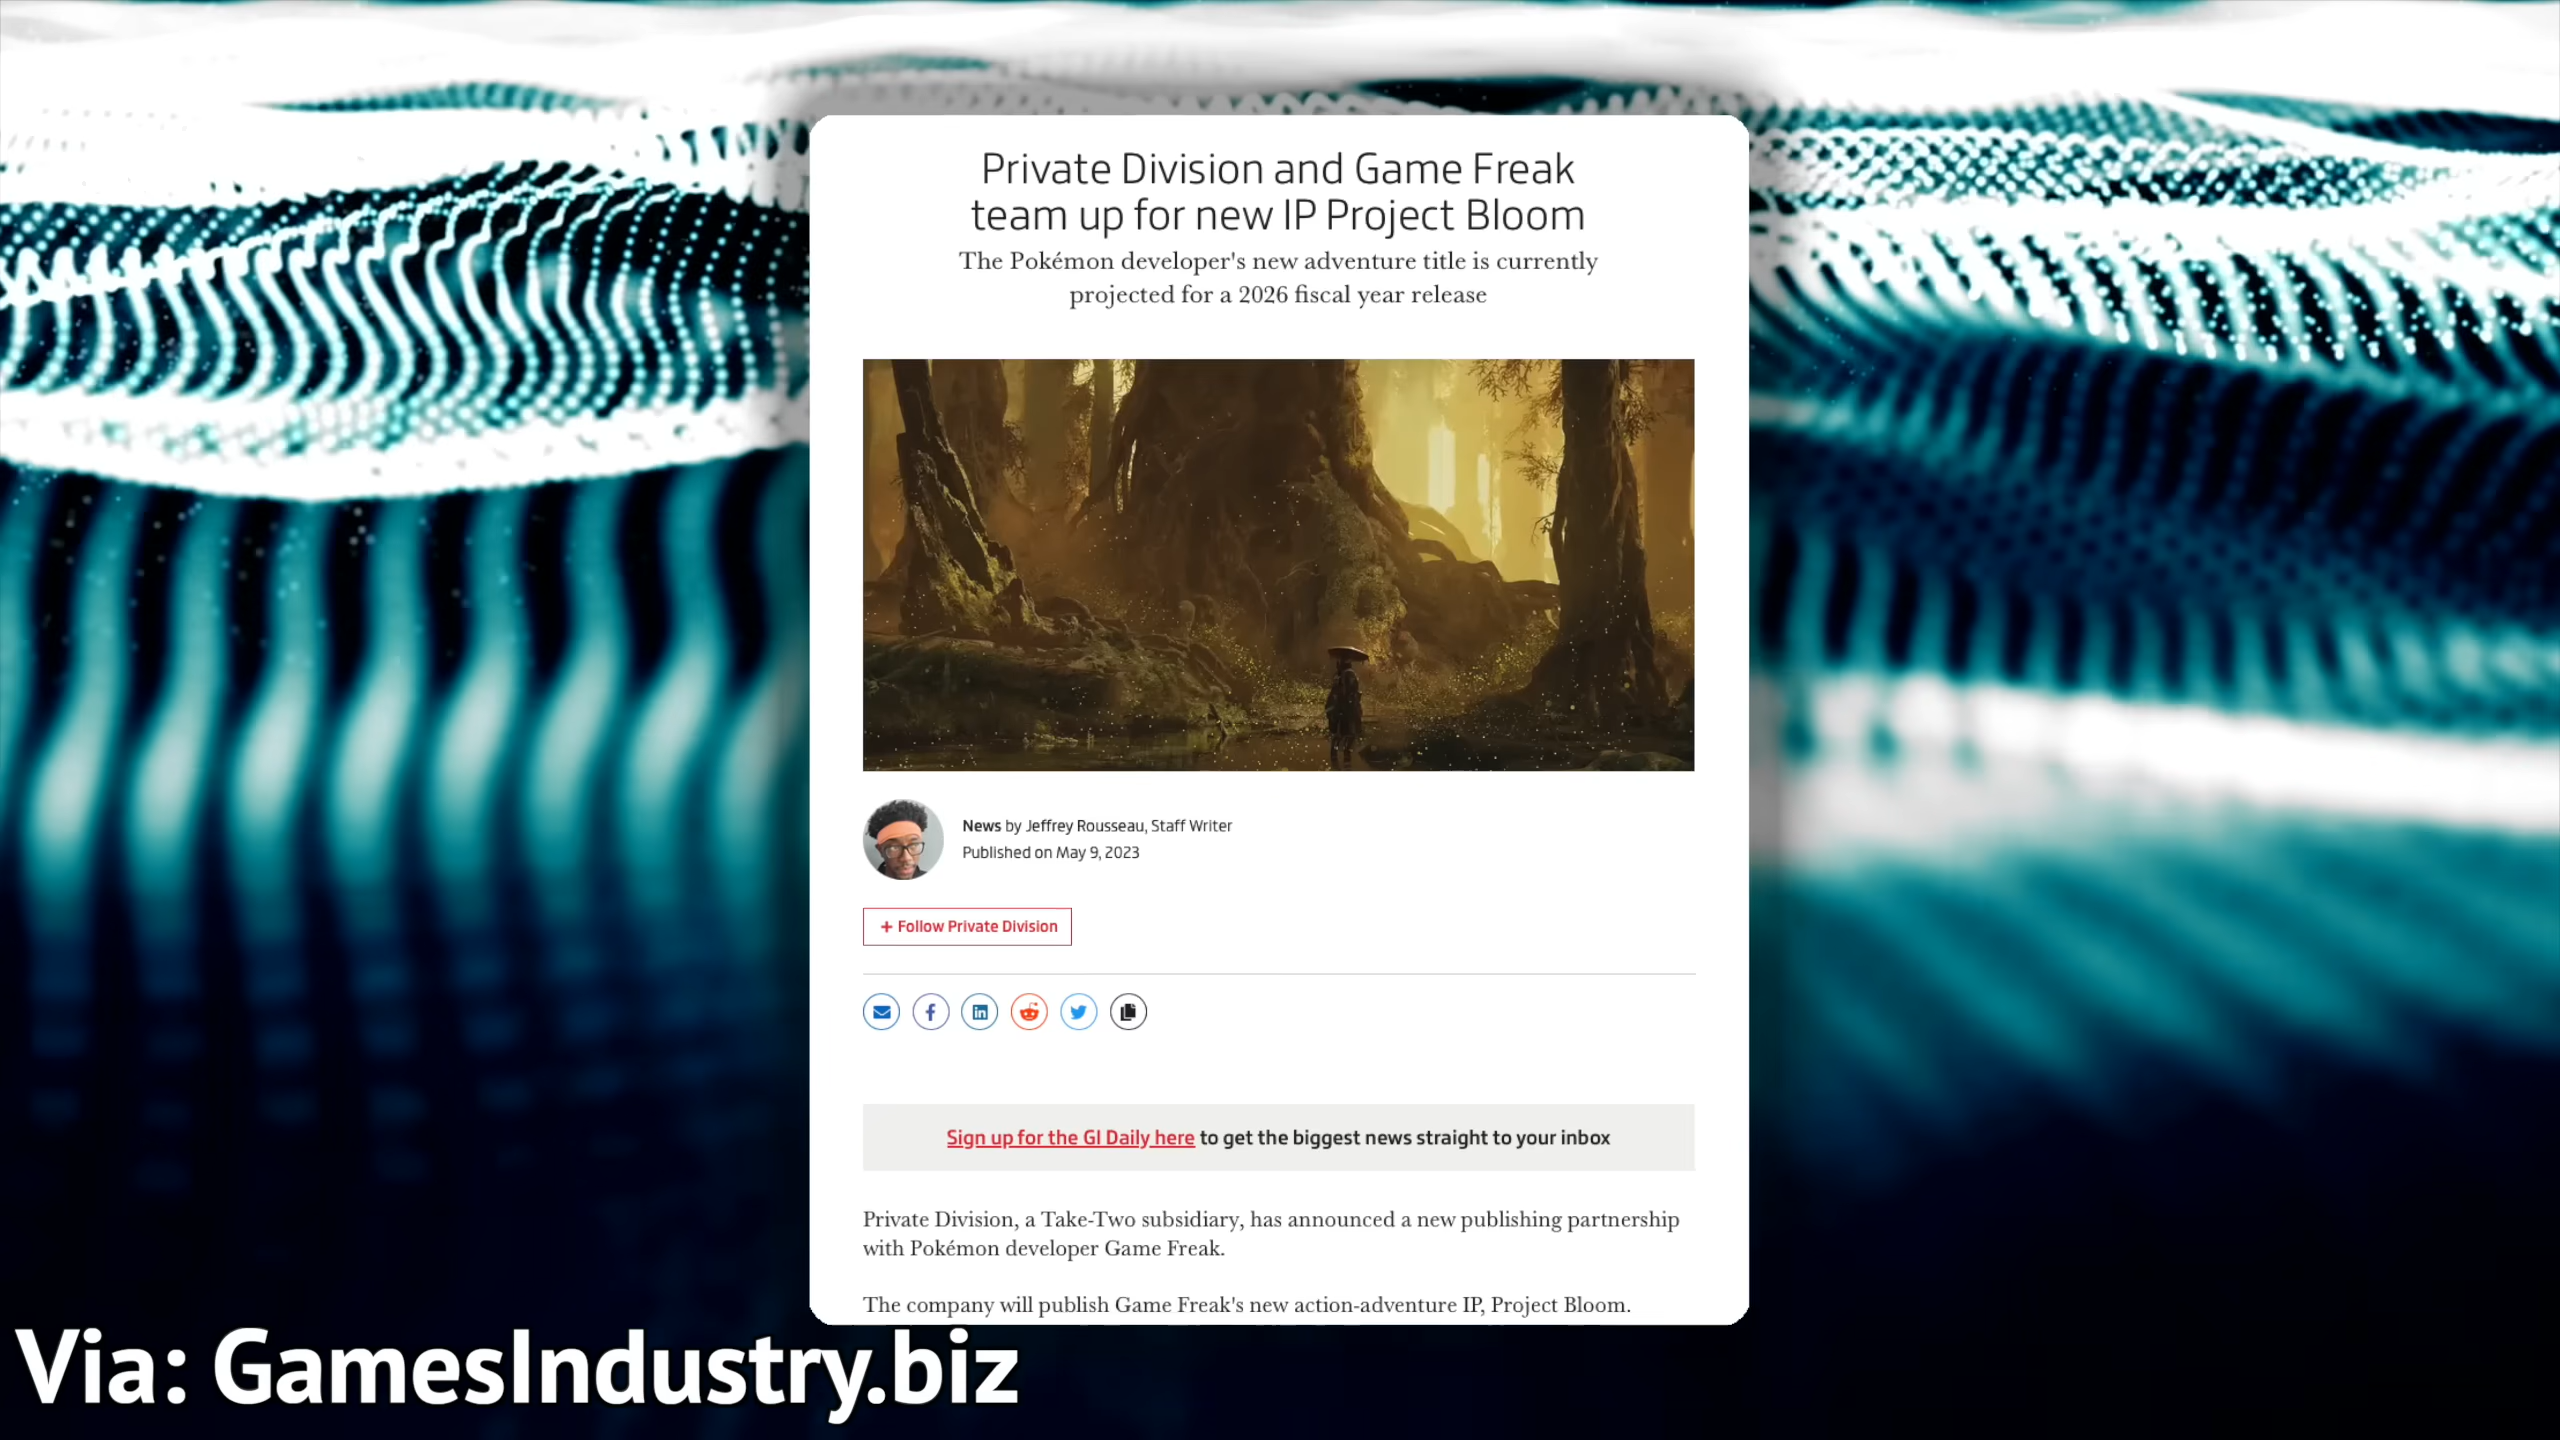 Private Division and Game Freak
team up for new IP Project Bloom
The Pokémon developer's new adventure title is currently
projected for a 2026 fiscal year release
News by Jeffrey Rousseau, Staff Writer
Published on May 9, 2023
+ Follow Private Division
Sign up for the GI Daily here to get the biggest news straight to your inbox
Private Division, a Take-Two subsidiary, has announced a new publishing partnership
with Pokémon developer Game Freak.
The company will publish Game Freak's new action-adventure IP, Project Bloom.
Via: GamesIndustry.biz